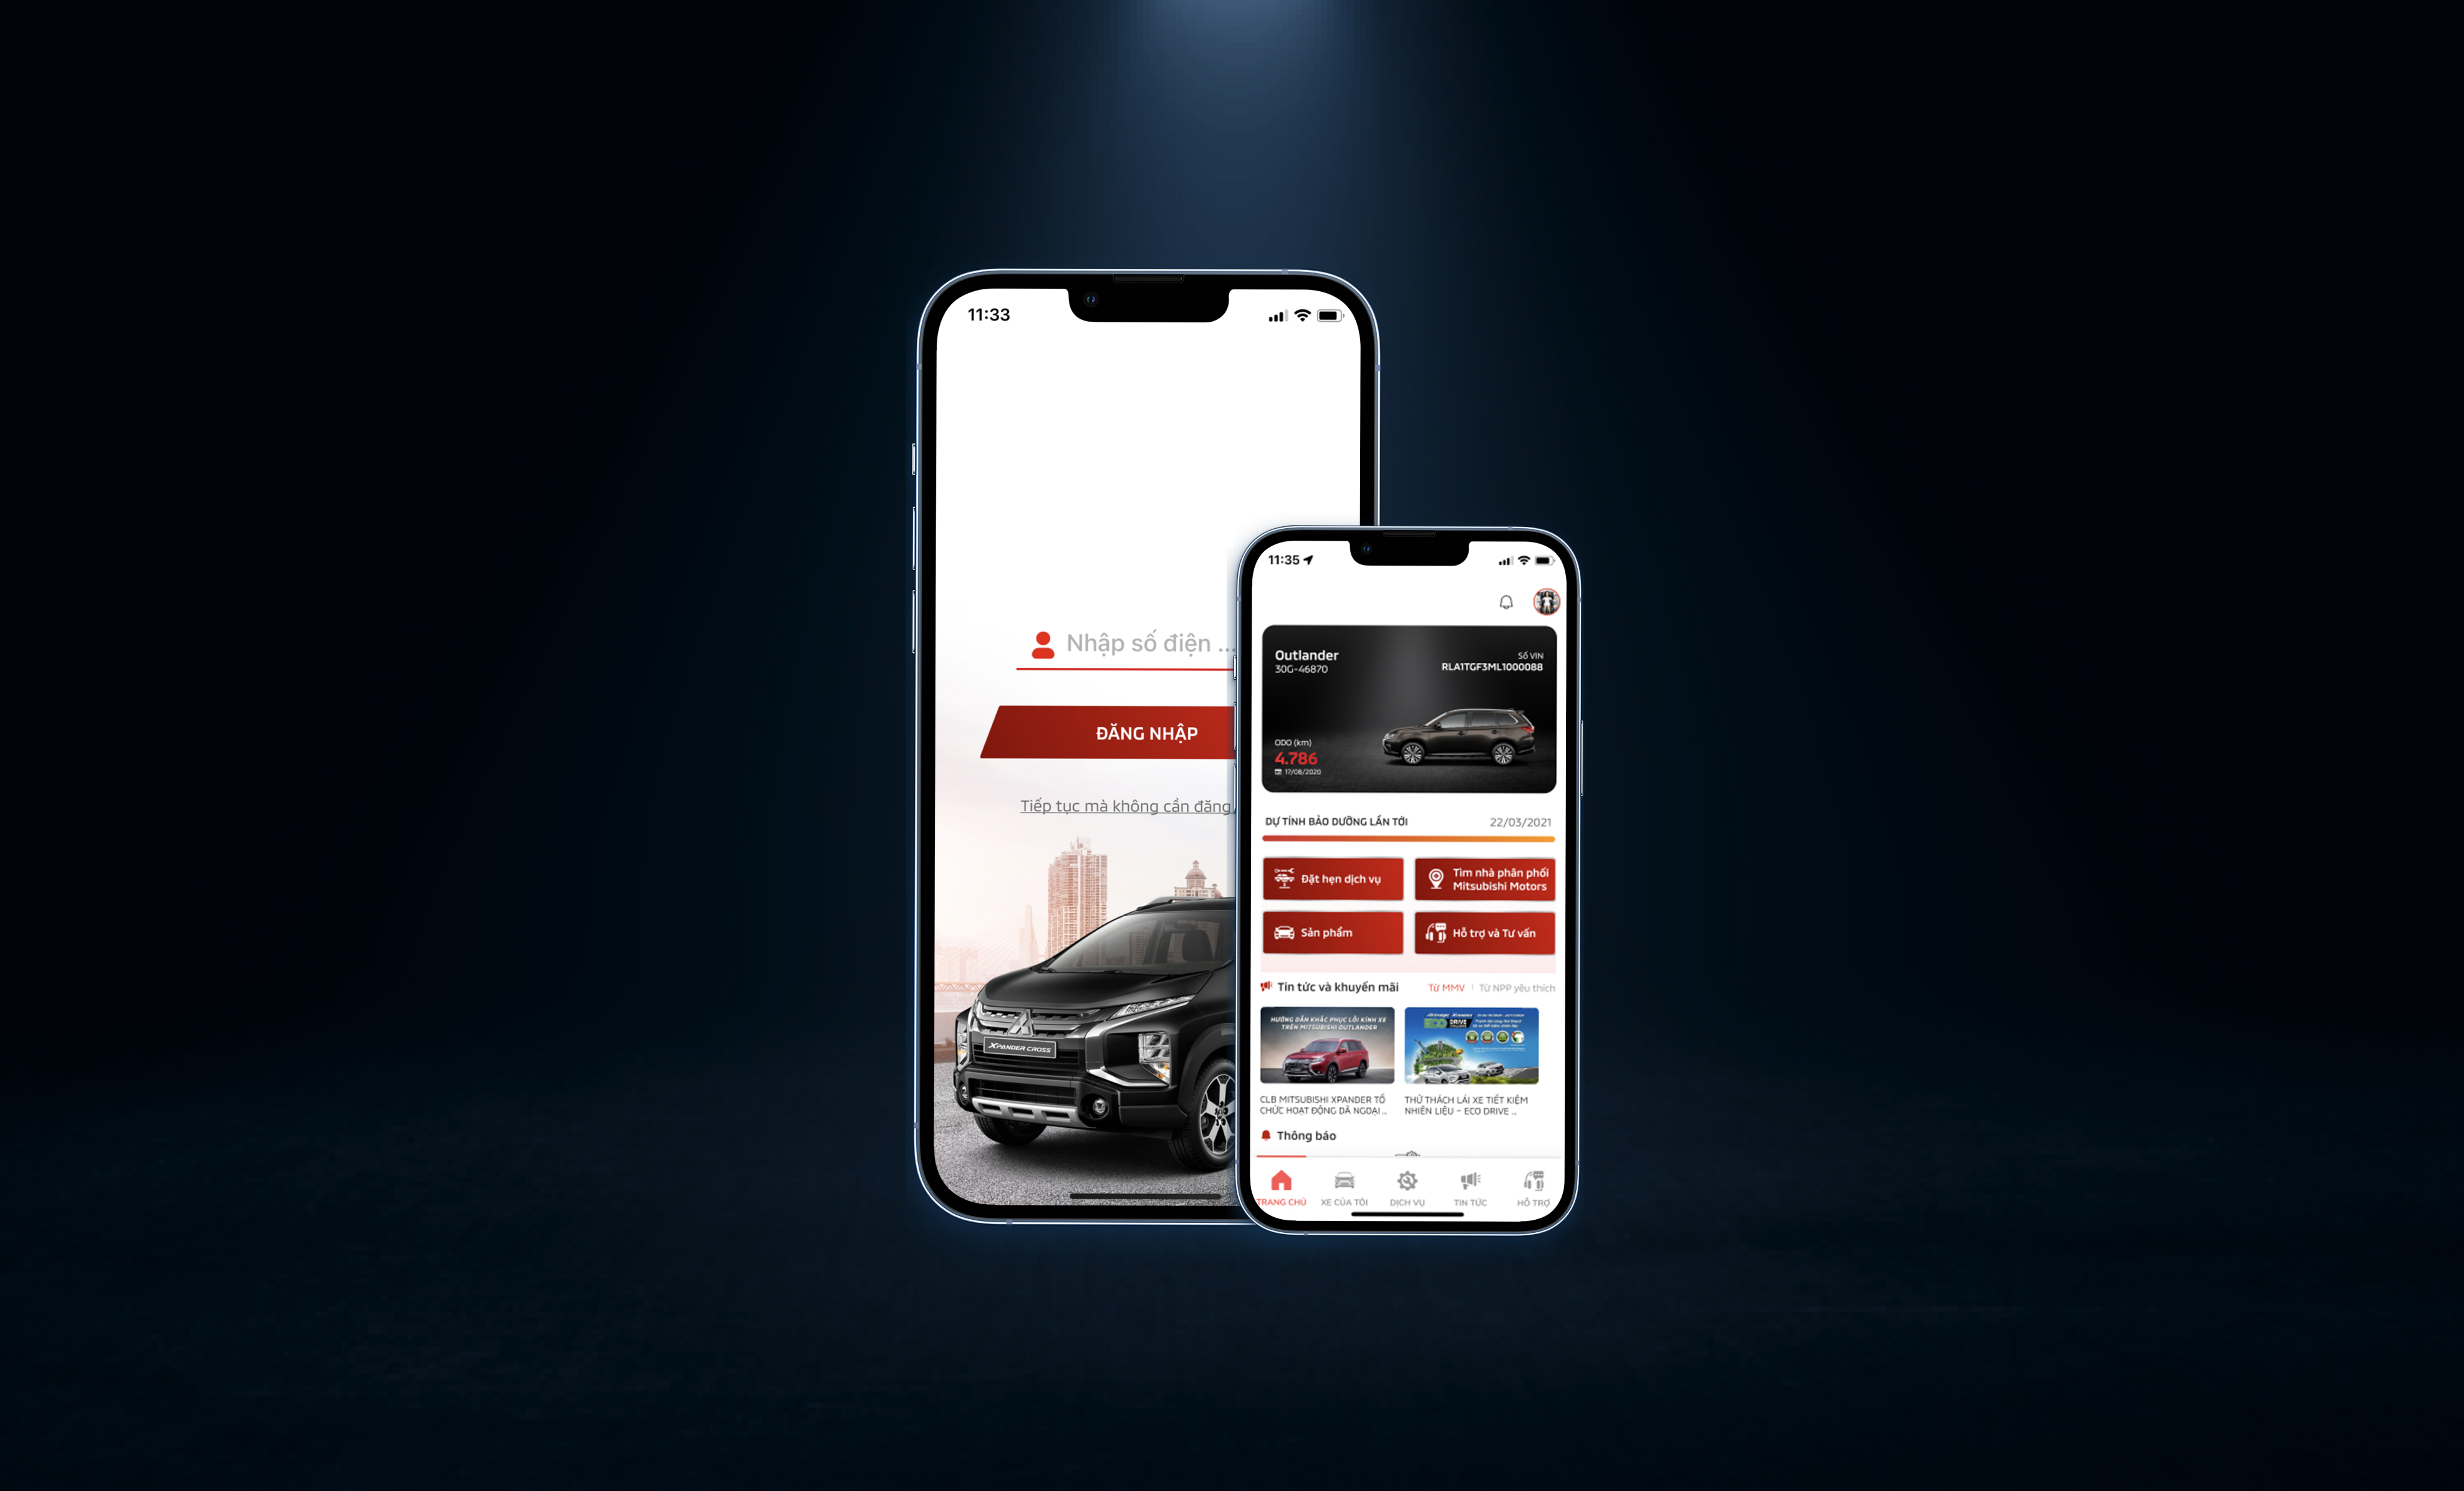 11:33
Nhập số điện ...
ĐĂNG NHẬP
Tiếp tục mà không cần đăng
XPANDER CROSS
11:35
Outlander
30G-46870
Số VIN
RLA1TGF3ML1000088
ODO (km)
4.786
17/08/2020
DỰ TÍNH BẢO DƯỠNG LẦN TỚI
22/03/2021
Đặt hẹn dịch vụ
Tìm nhà phân phối
Mitsubishi Motors
Sản phẩm
Hỗ trợ và Tư vấn
Tin tức và khuyến mãi
Từ MMV
Từ NPP yêu thích
HƯỚNG DẪN KHẮC PHỤC LỖI KÍNH XE
TRÊN MITSUBISHI OUTLANDER
ECO DRIVE
CLB MITSUBISHI XPANDER TỔ
CHỨC HOẠT ĐỘNG DÃ NGOẠI ...
THỬ THÁCH LÁI XE TIẾT KIỆM
NHIÊN LIỆU - ECO DRIVE ...
Thông báo
TRANG CHỦ
XE CỦA TÔI
DỊCH VỤ
TIN TỨC
HỖ TRỢ